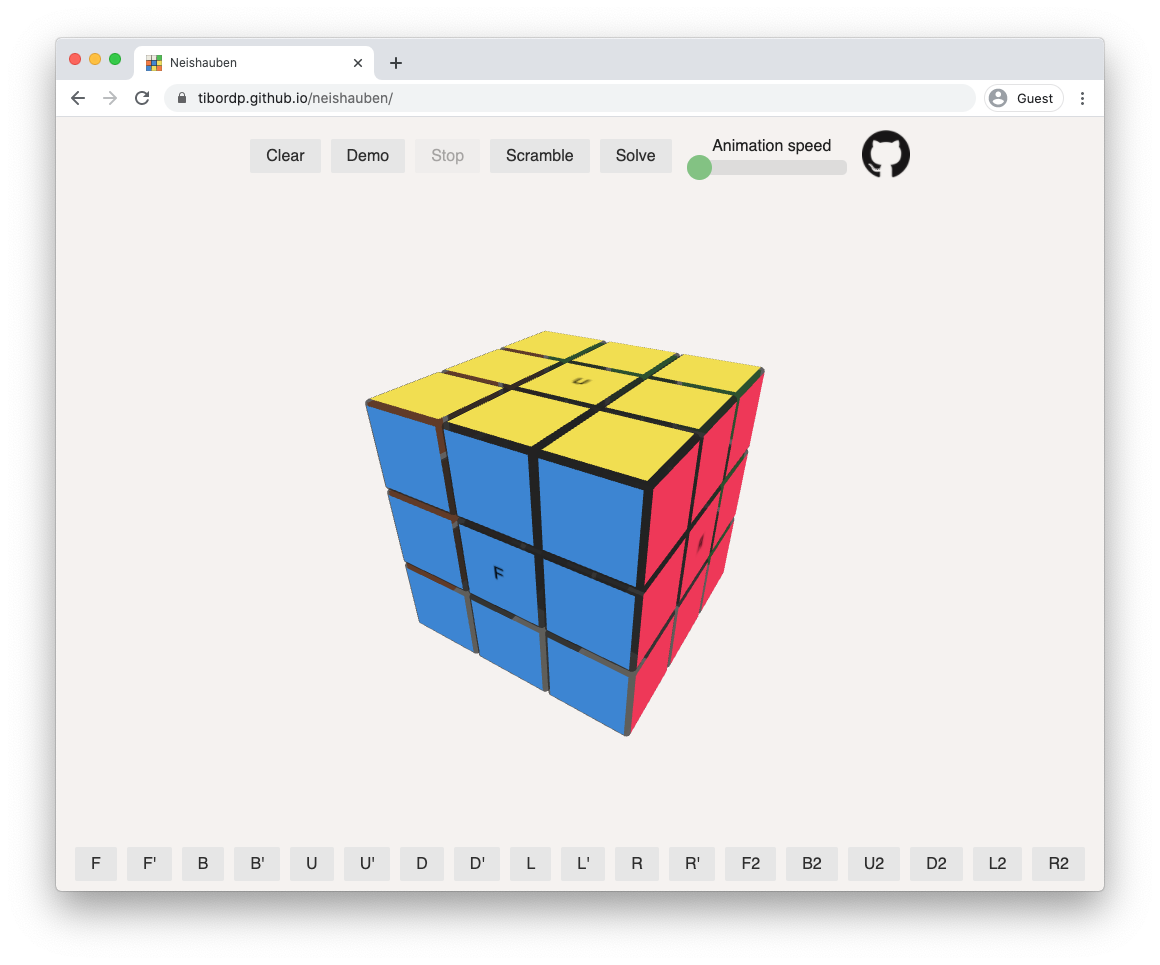 Neishauben
tibordp.github.io/neishauben/
Guest
Clear Demo Stop Scramble Solve Animation speed
U
F
F F' B B' U U' D D' L L' R R' F2 B2 U2 D2 L2 R2